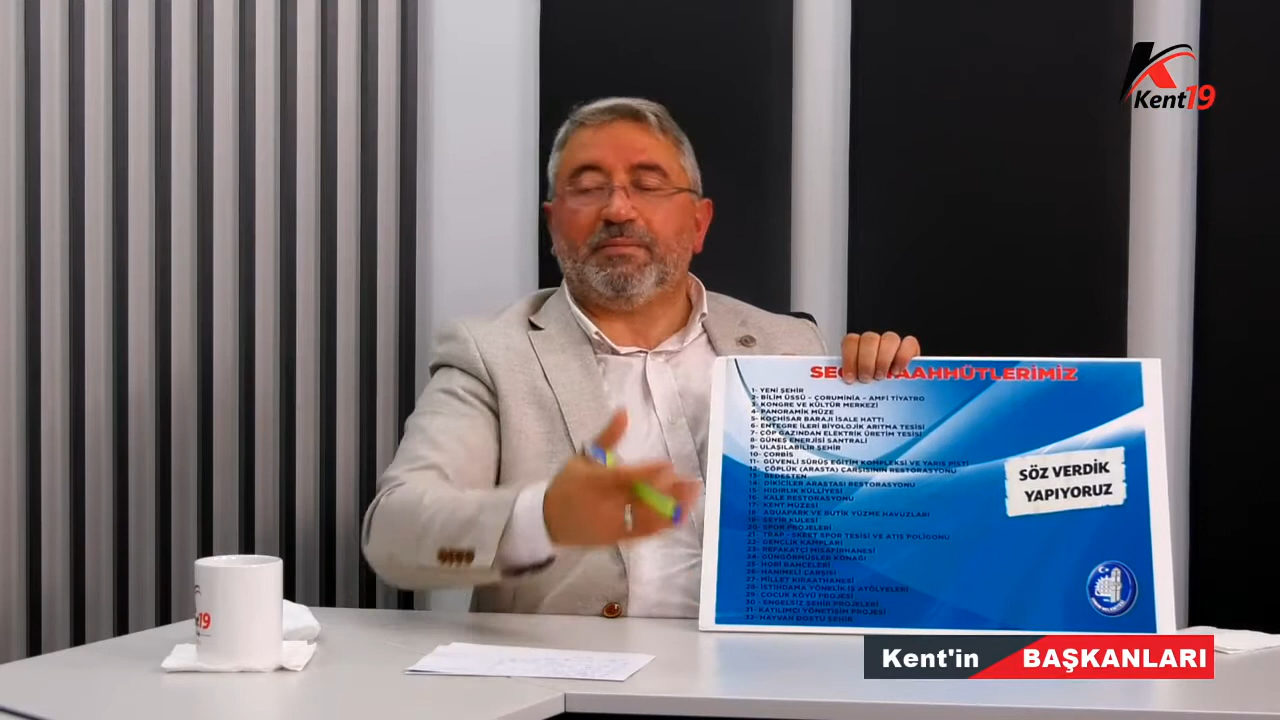 Kent19
SEÇ TAAHHÜTLERİMİZ
1- YENİ ŞEHİR
2- BİLİM ÜSSÜ – ÇORUMİNİA – AMFİ TİYATRO
3- KONGRE VE KÜLTÜR MERKEZİ
4- PANORAMİK MÜZE
5- KOÇHİSAR BARAJI İSALE HATTI
6- ENTEGRE İLERİ BİYOLOJİK ARITMA TESİSİ
7- ÇÖP GAZINDAN ELEKTRİK ÜRETİM TESİSİ
8- GÜNEŞ ENERJİSİ SANTRALİ
9- ULAŞILABİLİR ŞEHİR
10- ÇORBİS
11- GÜVENLİ SÜRÜŞ EĞİTİM KOMPLEKSİ VE YARIŞ PİSTİ
12- ÇÖPLÜK (ARASTA) ÇARŞISININ RESTORASYONU
13- BEDESTEN
14- DİKİCİLER ARASTASI RESTORASYONU
15- HIDIRLIK KÜLLİYESİ
16- KALE RESTORASYONU
17- KENT MÜZESİ
18- AQUAPARK VE BUTİK YÜZME HAVUZLARI
19- SEYİR KULESİ
20- SPOR PROJELERİ
21- TRAP - SKEET SPOR TESİSİ VE ATIŞ POLİGONU
22- GENÇLİK KAMPLARI
23- REFAKATÇİ MİSAFİRHANESİ
24- GÜNGÖRMÜŞLER KONAĞI
25- HOBİ BAHÇELERİ
26- HANIMELİ ÇARŞISI
27- MİLLET KIRAATHANESİ
28- İSTİHDAMA YÖNELİK İŞ ATÖLYELERİ
29- ÇOCUK KÖYÜ PROJESİ
30- ENGELSİZ ŞEHİR PROJELERİ
31- KATILIMCI YÖNETİŞİM PROJESİ
32- HAYVAN DOSTU ŞEHİR
SÖZ VERDİK
YAPIYORUZ
19
Kent'in BAŞKANLARI